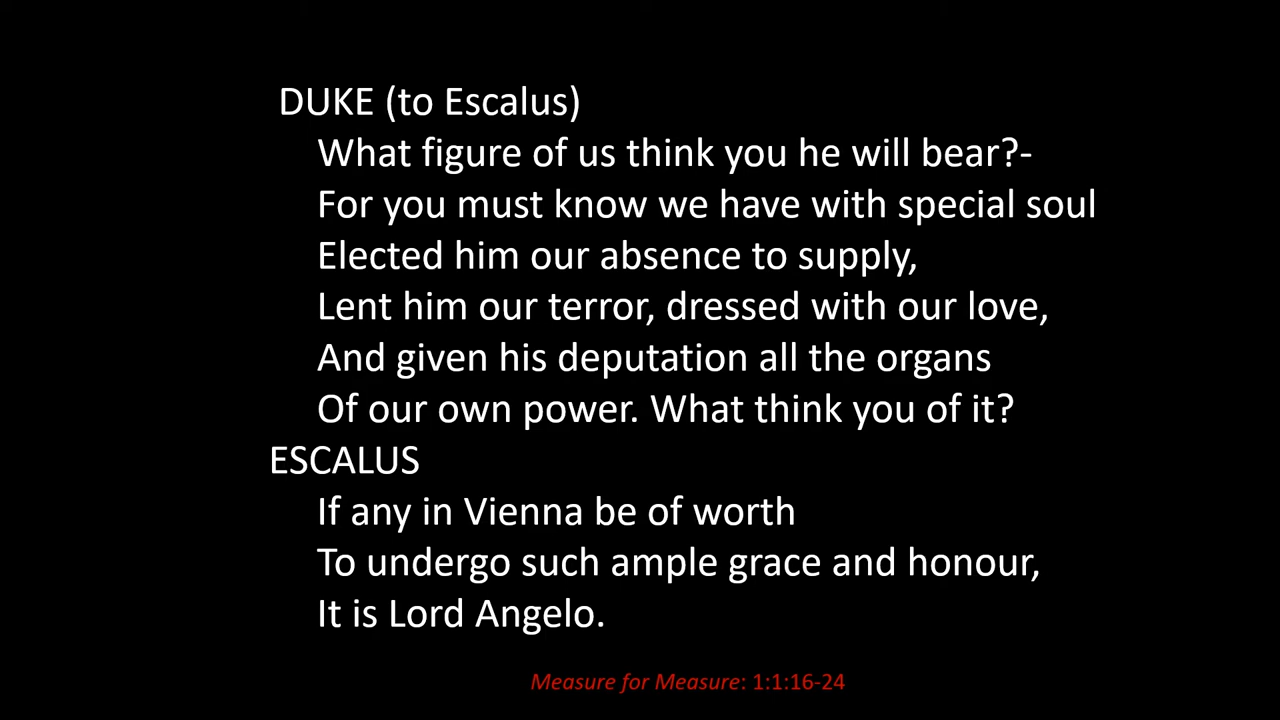 DUKE (to Escalus)
What figure of us think you he will bear?-
For you must know we have with special soul
Elected him our absence to supply,
Lent him our terror, dressed with our love,
And given his deputation all the organs
Of our own power. What think you of it?
ESCALUS
If any in Vienna be of worth
To undergo such ample grace and honour,
It is Lord Angelo.
Measure for Measure: 1:1:16-24